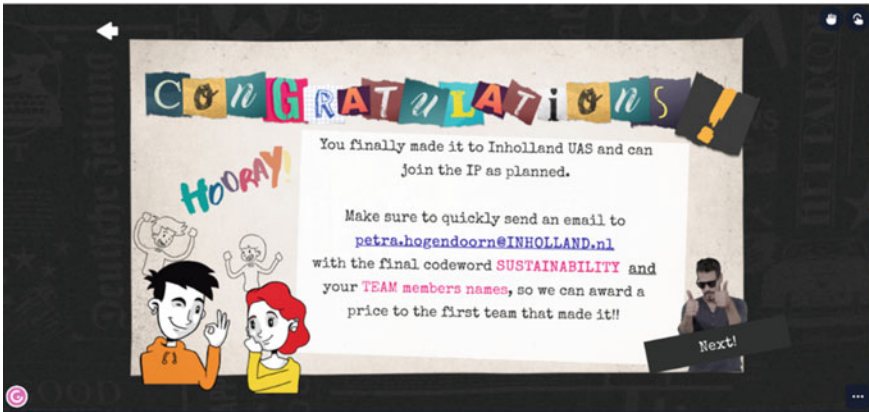 CONGRATULATiONS!
HOORAY!
You finally made it to Inholland UAS and can
join the IP as planned.
Make sure to quickly send an email to
petra.hogendoorn@INHOLLAND.nl
with the final codeword SUSTAINABILITY and
your TEAM members names, so we can award a
price to the first team that made it!!
Next!